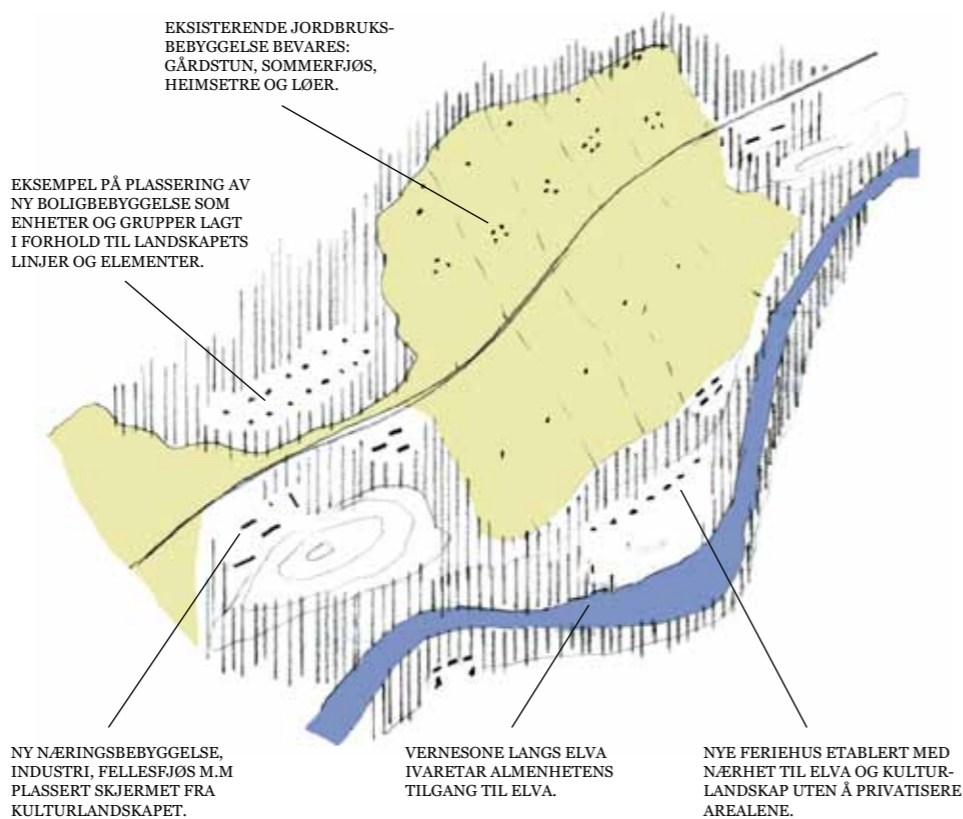 EKSISTERENDE JORDBRUKS-
BEBYGGELSE BEVARES:
GÅRDSTUN, SOMMERFJØS,
HEIMSETRE OG LØER.
EKSEMPEL PÅ PLASSERING AV
NY BOLIGBEBYGGELSE SOM
ENHETER OG GRUPPER LAGT
I FORHOLD TIL LANDSKAPETS
LINJER OG ELEMENTER.
NY NÆRINGSBEBYGGELSE,
INDUSTRI, FELLESFJØS M.M
PLASSERT SKJERMET FRA
KULTURLANDSKAPET.
VERNESONE LANGS ELVA
IVARETAR ALMENHETENS
TILGANG TIL ELVA.
NYE FERIEHUS ETABLERT MED
NÆRHET TIL ELVA OG KULTUR-
LANDSKAP UTEN Å PRIVATISERE
AREALENE.